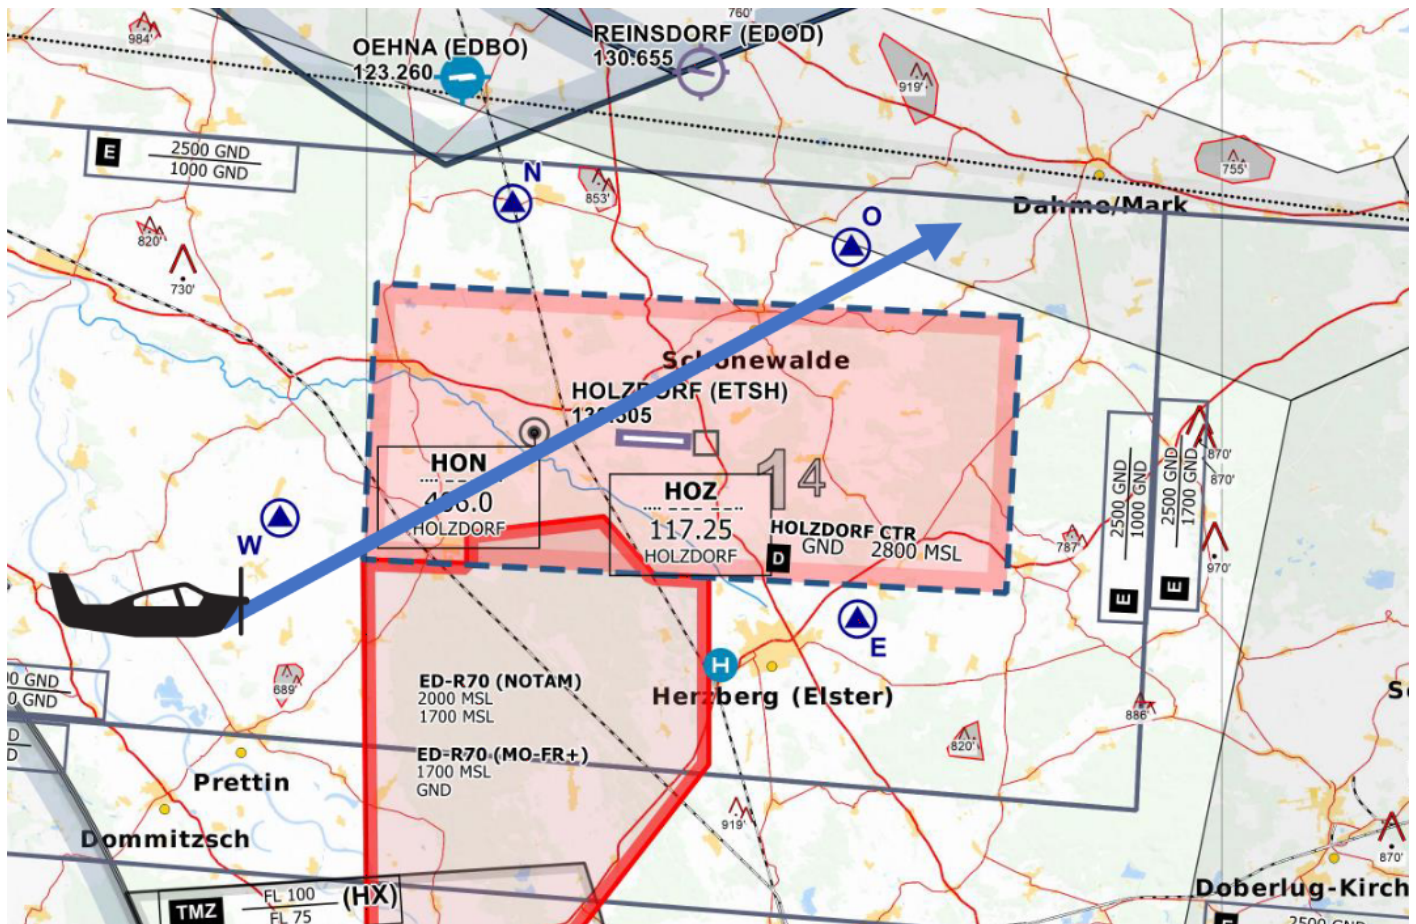 984'
OEHNA (EDBO)
123.260
REINSDORF (EDOD)
130.655
760'
919'
E
2500 GND
1000 GND
N
853'
O
Dahme/Mark
755'
820'
730'
Schönewalde
HOLZDORF (ETSH)
HON
HOLZDORF
HOZ
117.25
HOLZDORF
14
HOLZDORF CTR
D
GND 2800 MSL
W
787'
2500 GND
1000 GND
E
2500 GND
1700 GND
E
870'
870'
970'
E
H
Herzberg (Elster)
689'
ED-R70 (NOTAM)
2000 MSL
1700 MSL
ED-R70 (MO-FR+)
1700 MSL
GND
00 GND
0 GND
D
D
886'
820'
Prettin
Dommitzsch
919'
870'
Doberlug-Kirch
TMZ
FL 100
FL 75
(HX)
E
2500 GND